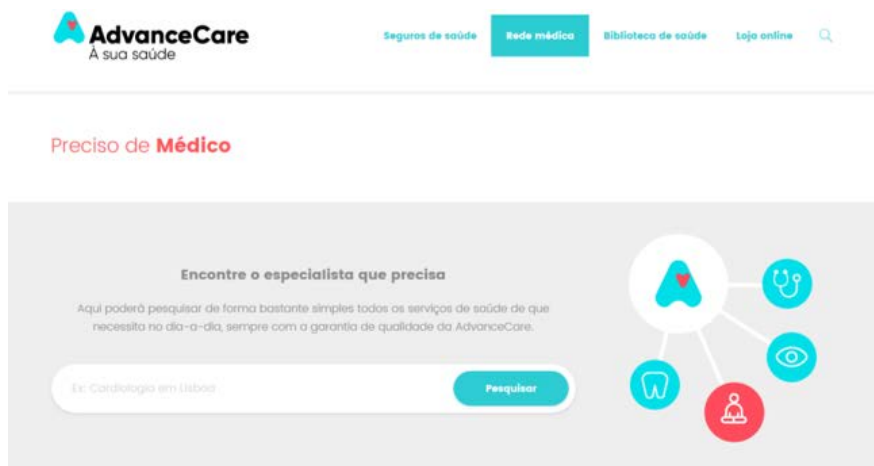 AdvanceCare
À sua saúde
Seguros de saúde
Rede médica
Biblioteca de saúde
Loja online
Preciso de Médico
Encontre o especialista que precisa
Aqui poderá pesquisar de forma bastante simples todos os serviços de saúde de que
necessita no dia-a-dia, sempre com a garantia de qualidade da AdvanceCare.
Ex: Cardiologia em Lisboa
Pesquisar